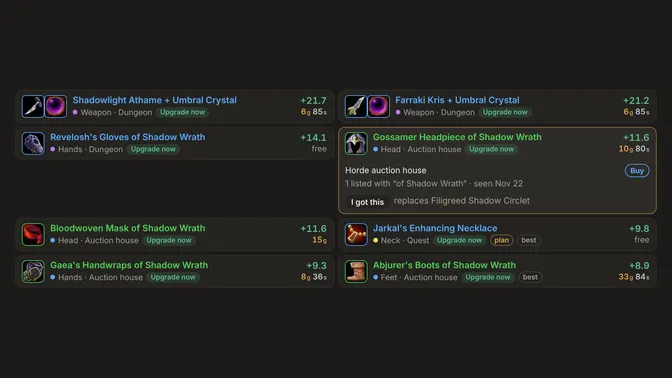 Shadowlight Athame + Umbral Crystal
+21.7
Weapon · Dungeon Upgrade now
6g 85s
Farraki Kris + Umbral Crystal
+21.2
Weapon · Dungeon Upgrade now
6g 85s
Revelosh's Gloves of Shadow Wrath
+14.1
Hands · Dungeon Upgrade now
free
Gossamer Headpiece of Shadow Wrath
+11.6
Head · Auction house Upgrade now
10g 80s
Horde auction house
Buy
1 listed with "of Shadow Wrath" · seen Nov 22
I got this replaces Filigreed Shadow Circlet
Bloodwoven Mask of Shadow Wrath
+11.6
Head · Auction house Upgrade now
15g
Jarkal's Enhancing Necklace
+9.8
Neck · Quest Upgrade now plan best
free
Gaea's Handwraps of Shadow Wrath
+9.3
Hands · Auction house Upgrade now
8g 36s
Abjurer's Boots of Shadow Wrath
+8.9
Feet · Auction house Upgrade now best
33g 84s